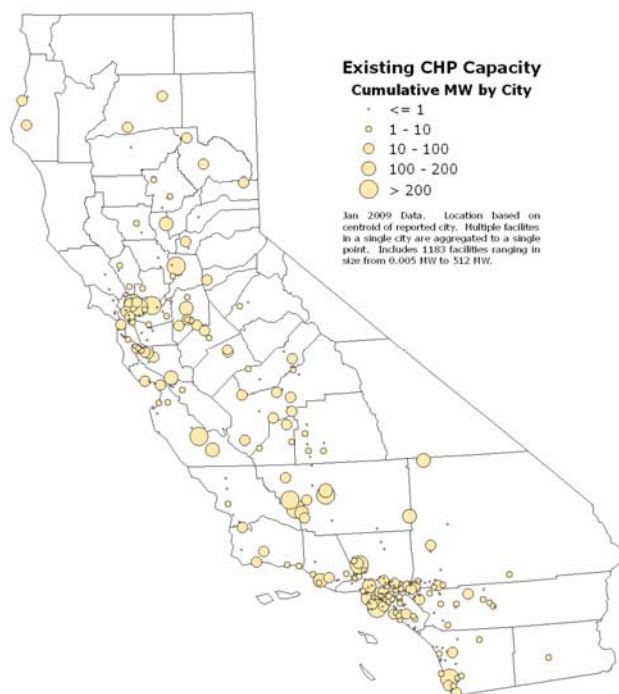 Existing CHP Capacity
Cumulative MW by City
<= 1
1 - 10
10 - 100
100 - 200
> 200
Jan 2009 Data. Location based on
centroid of reported city. Multiple facilites
in a single city are aggregated to a single
point. Includes 1183 facilities ranging in
size from 0.005 MW to 512 MW.